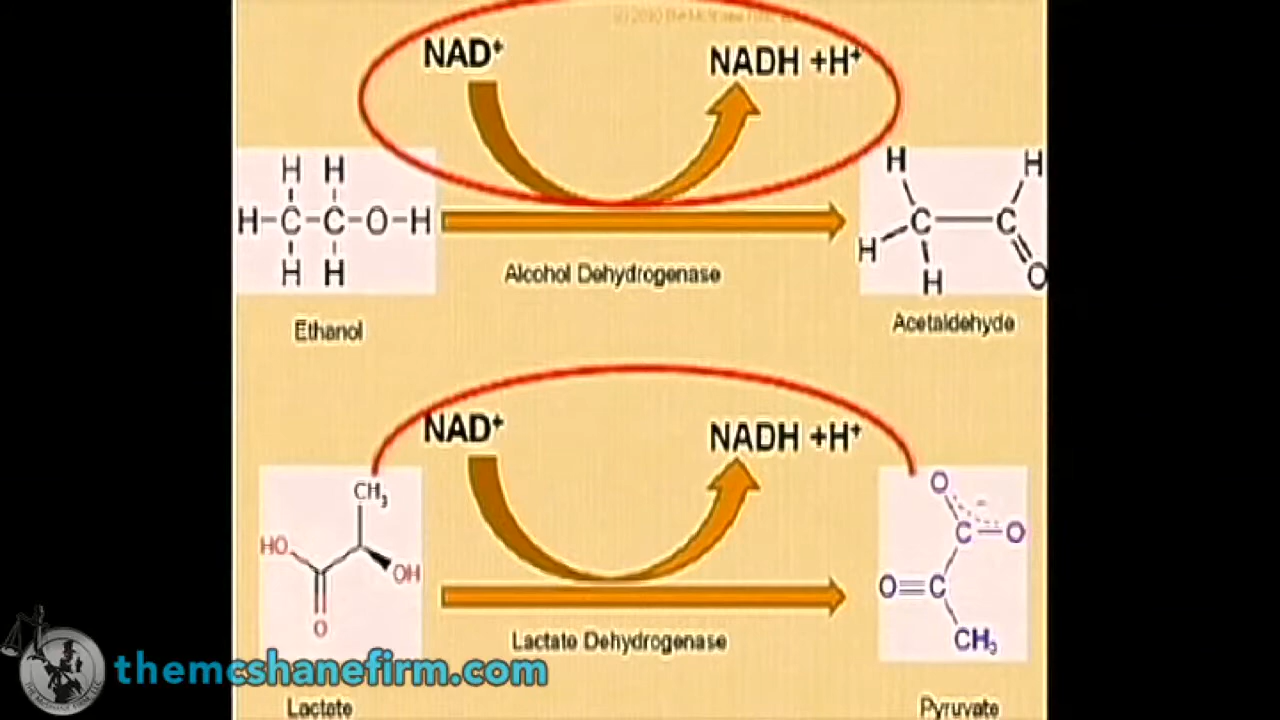 NAD⁺
NADH +H⁺
H H
H-C-C-O-H
H H
H H
C C
H H O
Alcohol Dehydrogenase
Ethanol
Acetaldehyde
NAD⁺
NADH +H⁺
CH₃
HO
OH
O
O
C=O
O=C
CH₃
Lactate Dehydrogenase
themcshanefirm.com
Lactate
Pyruvate